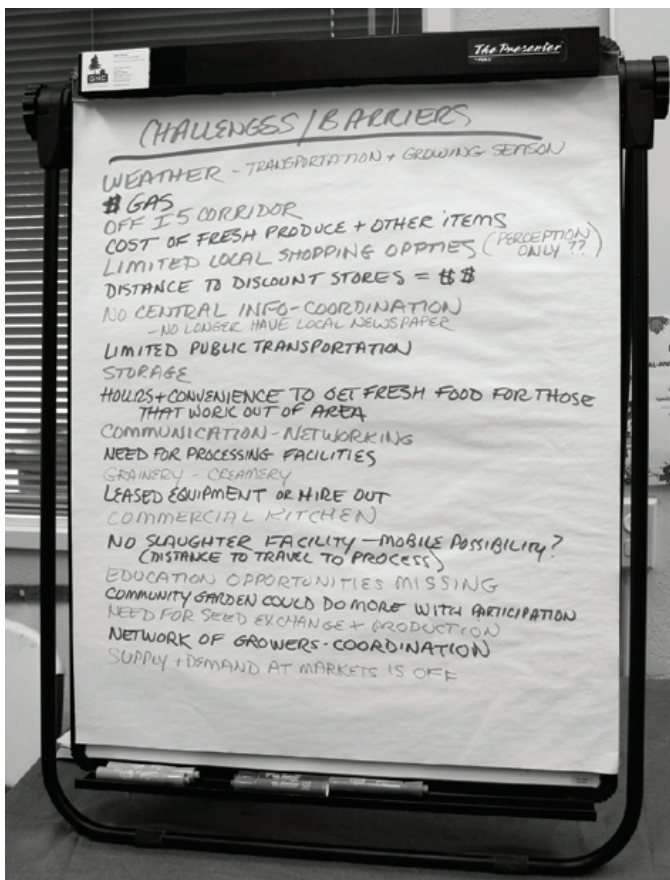 The Presenter
GNC
CHALLENGES/BARRIERS
WEATHER - TRANSPORTATION + GROWING SEASON
$ GAS
OFF I5 CORRIDOR
COST OF FRESH PRODUCE + OTHER ITEMS
LIMITED LOCAL SHOPPING OPPTIES (PERCEPTION
ONLY??)
DISTANCE TO DISCOUNT STORES = $$
NO CENTRAL INFO-COORDINATION
- NO LONGER HAVE LOCAL NEWSPAPER
LIMITED PUBLIC TRANSPORTATION
STORAGE
HOURS + CONVENIENCE TO GET FRESH FOOD FOR THOSE
THAT WORK OUT OF AREA
COMMUNICATION - NETWORKING
NEED FOR PROCESSING FACILITIES
GRAINERY - CREAMERY
LEASED EQUIPMENT OR HIRE OUT
COMMERCIAL KITCHEN
NO SLAUGHTER FACILITY - MOBILE POSSIBILITY?
(DISTANCE TO TRAVEL TO PROCESS)
EDUCATION OPPORTUNITIES MISSING
COMMUNITY GARDEN COULD DO MORE WITH PARTICIPATION
NEED FOR SEED EXCHANGE + PRODUCTION
NETWORK OF GROWERS - COORDINATION
SUPPLY + DEMAND AT MARKETS IS OFF